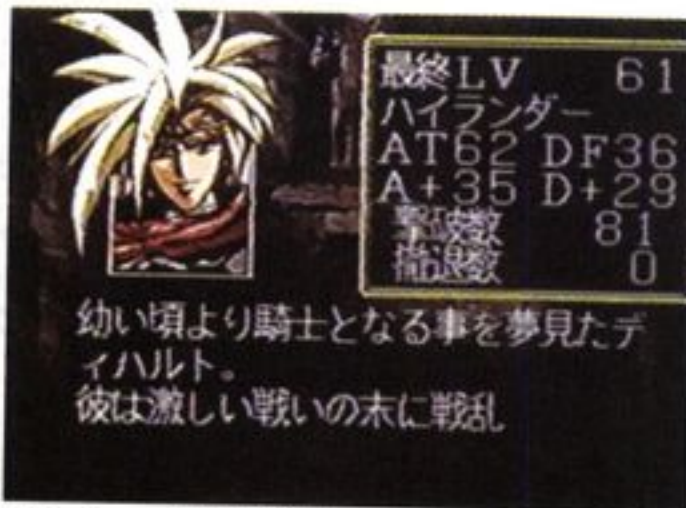 最終LV 61
ハイランダー
AT62 DF36
A+35 D+29
撃破数 81
撤退数 0
幼い頃より騎士となる事を夢見たデ
ィハルト。
彼は激しい戦いの末に戦乱